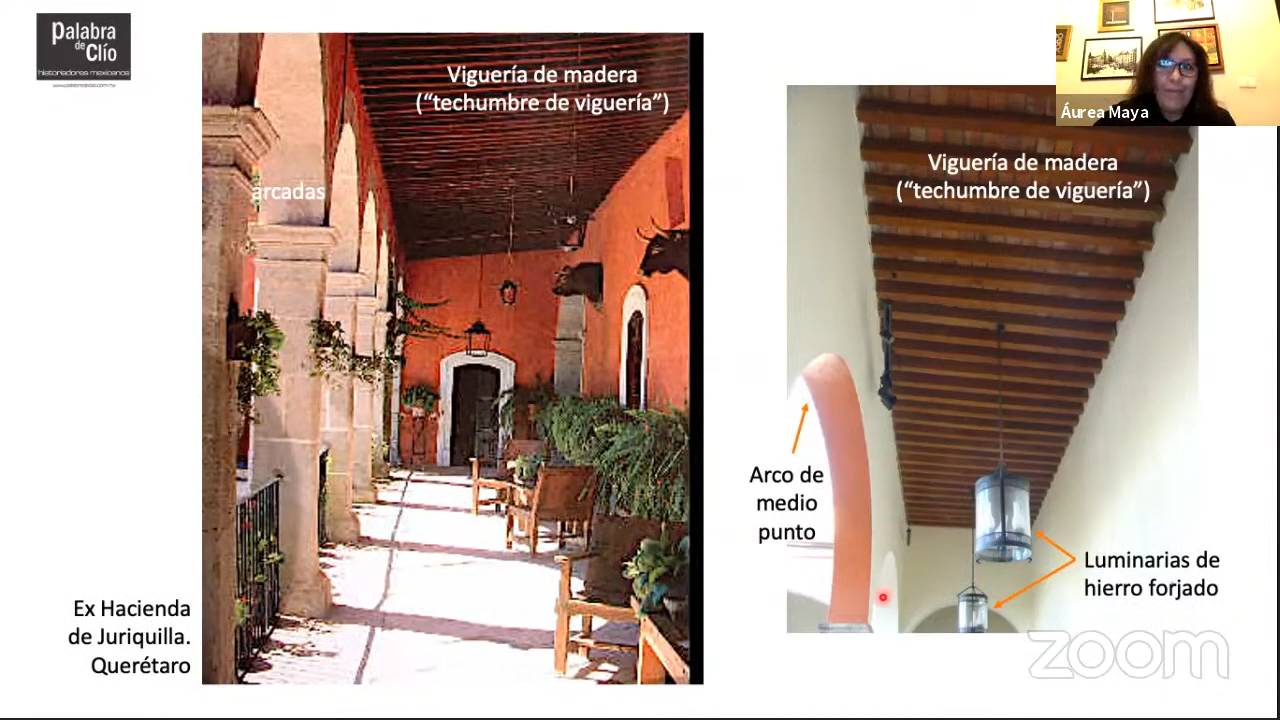 Palabra
de
Clío
historiadores mexicanos
Viguería de madera
(“techumbre de viguería”)
arcadas
Ex Hacienda
de Juriquilla.
Querétaro
Áurea Maya
Viguería de madera
(“techumbre de viguería”)
Arco de
medio
punto
Luminarias de
hierro forjado
zoom